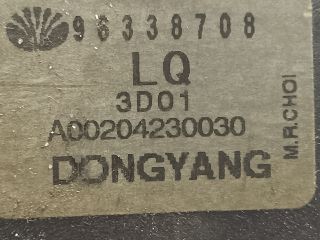 96338708
LQ
3D01
A00204230030
DONGYANG
M.R.CHOI